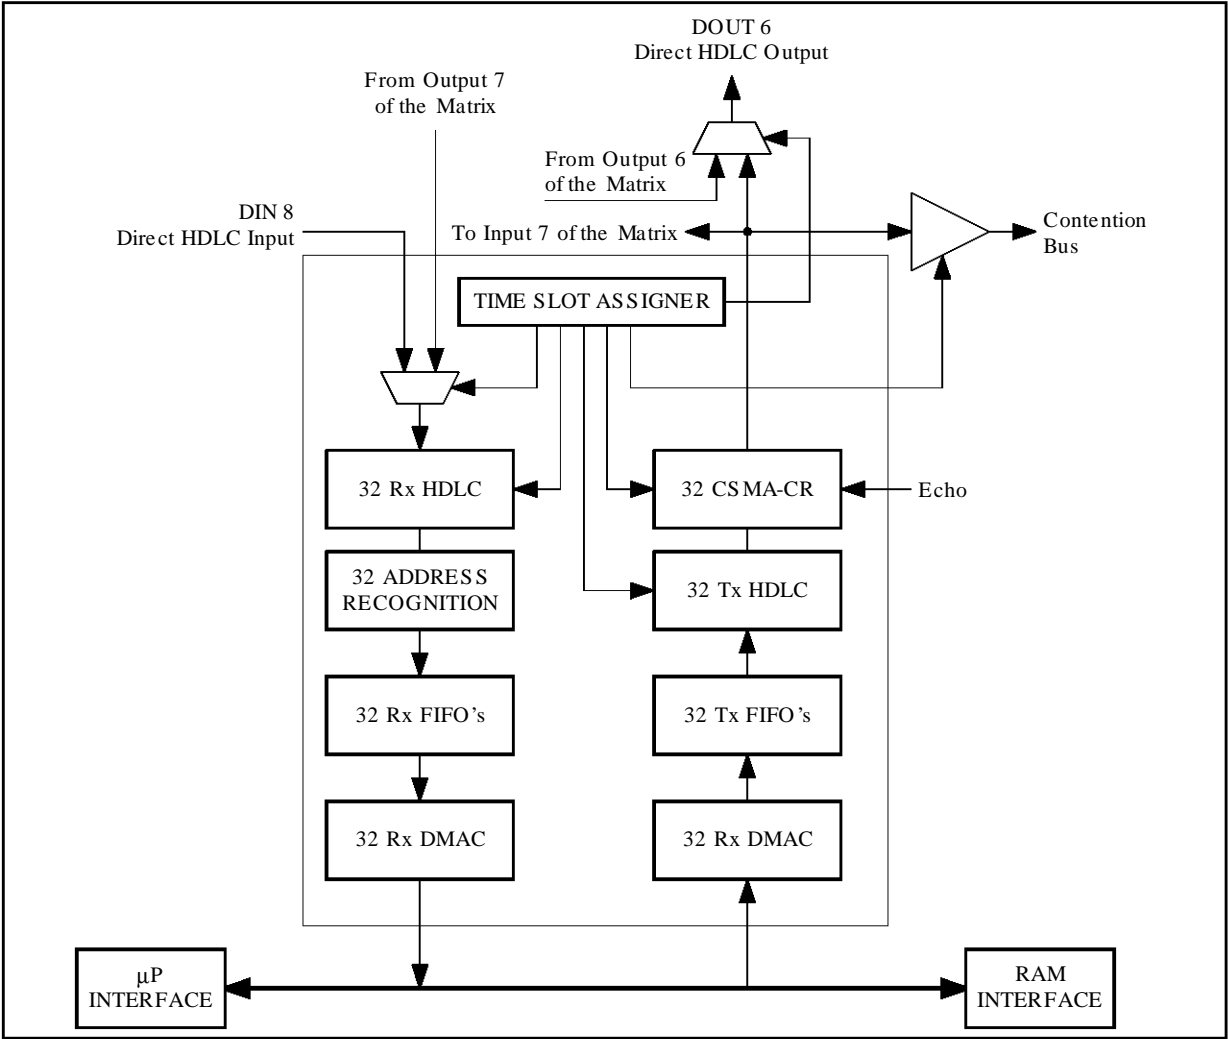 DOUT 6
Direct HDLC Output
From Output 7
of the Matrix
From Output 6
of the Matrix
DIN 8
Direct HDLC Input
To Input 7 of the Matrix
Contention
Bus
TIME SLOT ASSIGNER
32 Rx HDLC
32 CSMA-CR
Echo
32 ADDRESS
RECOGNITION
32 Tx HDLC
32 Rx FIFO's
32 Tx FIFO's
32 Rx DMAC
32 Rx DMAC
µP
INTERFACE
RAM
INTERFACE